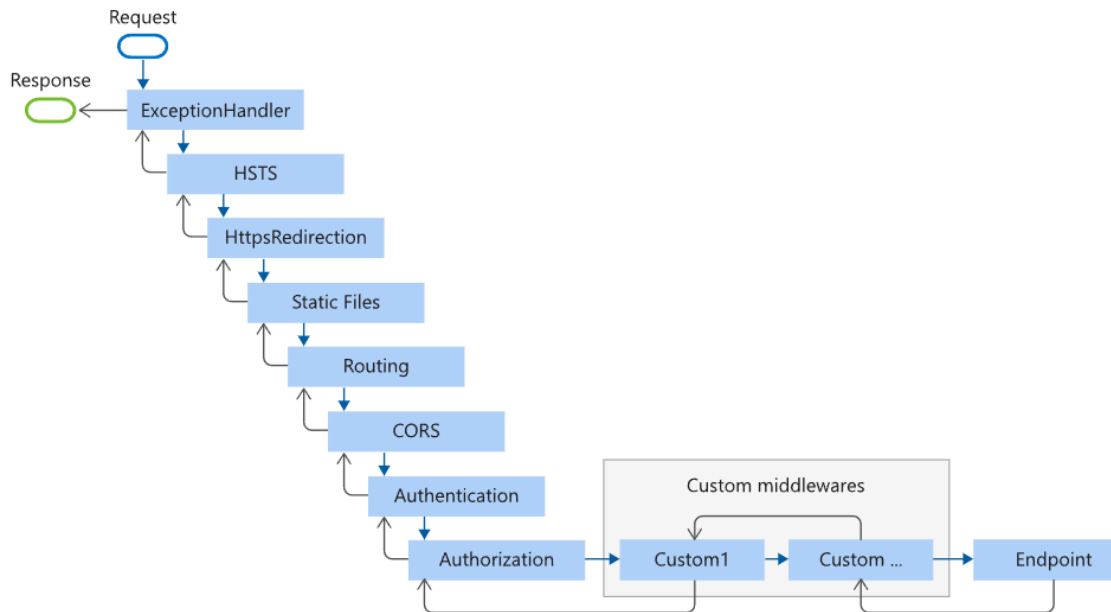 Request
Response
ExceptionHandler
HSTS
HttpsRedirection
Static Files
Routing
CORS
Authentication
Custom middlewares
Authorization
Custom1
Custom ...
Endpoint